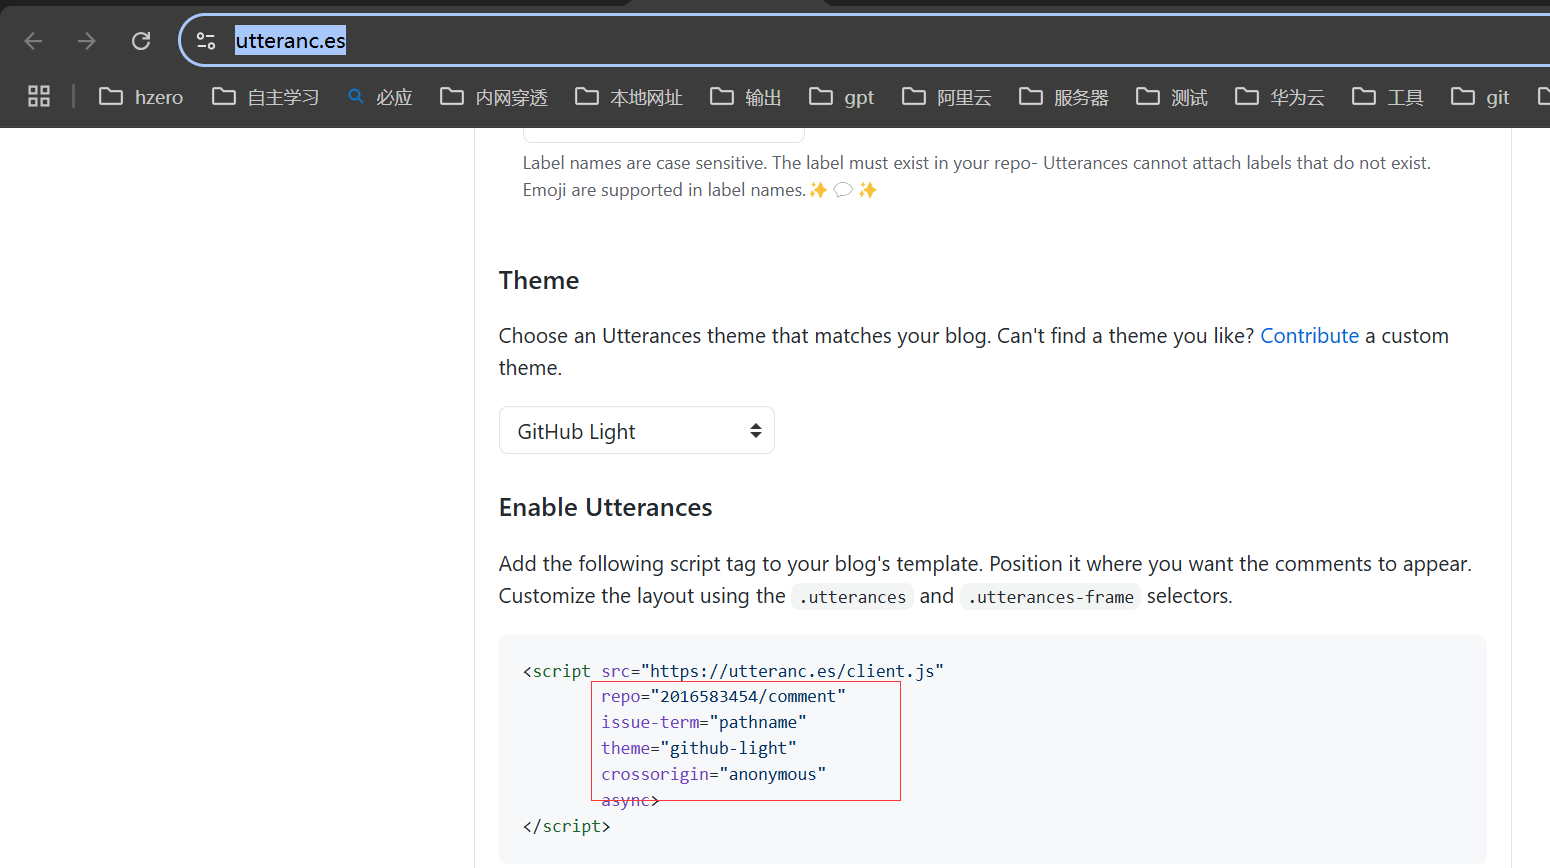 utteranc.es
hzero 自主学习 必应 内网穿透 本地网址 输出 gpt 阿里云 服务器 测试 华为云 工具 git
Label names are case sensitive. The label must exist in your repo- Utterances cannot attach labels that do not exist.
Emoji are supported in label names.✨ 💬 ✨
Theme
Choose an Utterances theme that matches your blog. Can't find a theme you like? Contribute a custom
theme.
GitHub Light
Enable Utterances
Add the following script tag to your blog's template. Position it where you want the comments to appear.
Customize the layout using the .utterances and .utterances-frame selectors.
<script src="https://utteranc.es/client.js"
repo="2016583454/comment"
issue-term="pathname"
theme="github-light"
crossorigin="anonymous"
async>
</script>